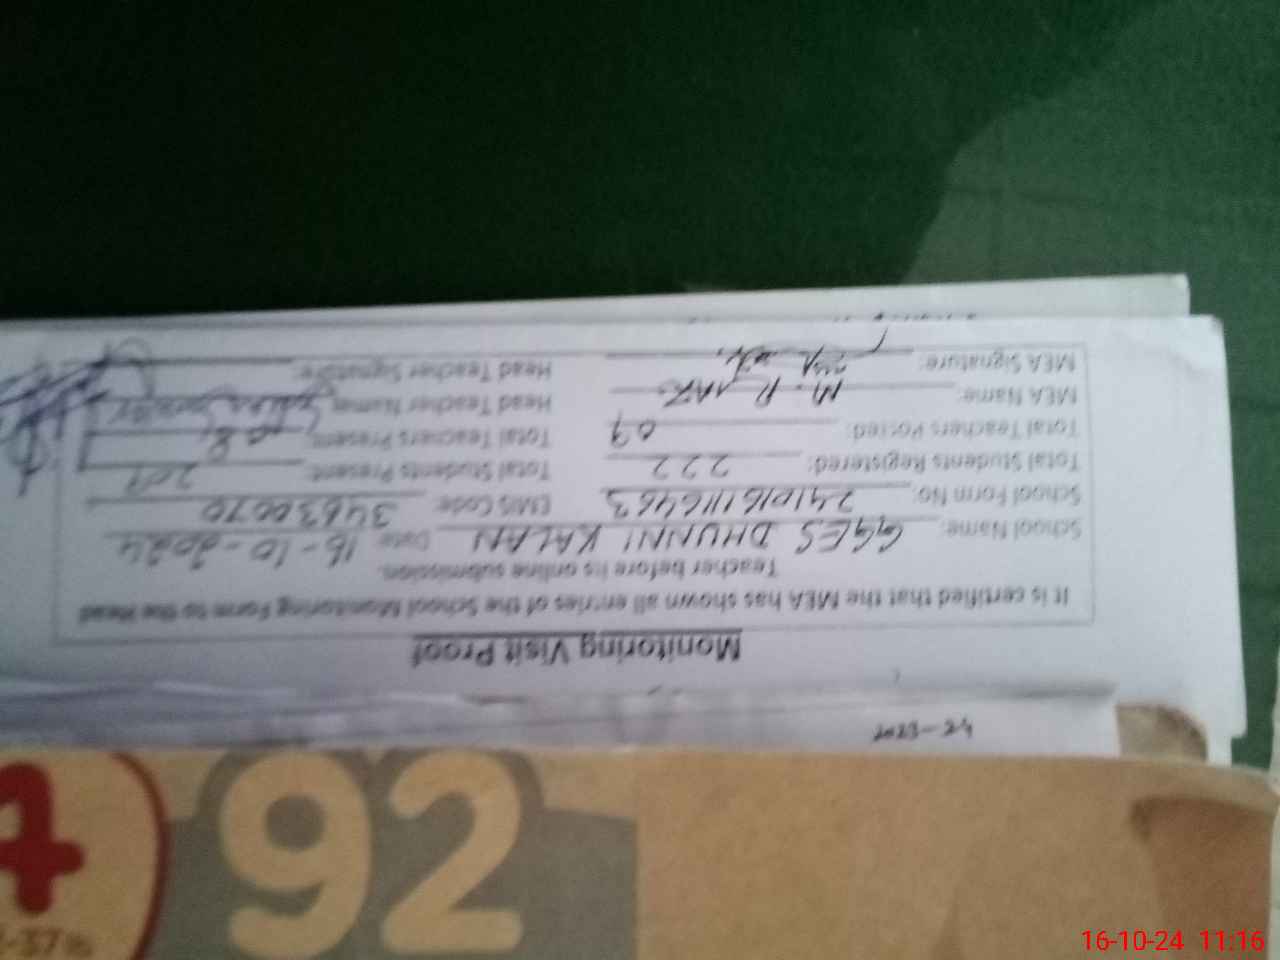 Monitoring Visit Proof
It is certified that the MEA has shown all entries of the School Monitoring Form to the Head
Teacher before its online submission.
School Name: GGES DHUNNI KALAN Date: 16-10-2024
School Form No: 2410161116463 EMIS Code: 34630070
Total Students Registered: 222 Total Students Present: 209
Total Teachers Posted: 09 Total Teachers Present: 08
MEA Name: M. RIAZ Head Teacher Name:
MEA Signature: Head Teacher Signature:
2023-24
92
16-10-24 11:16